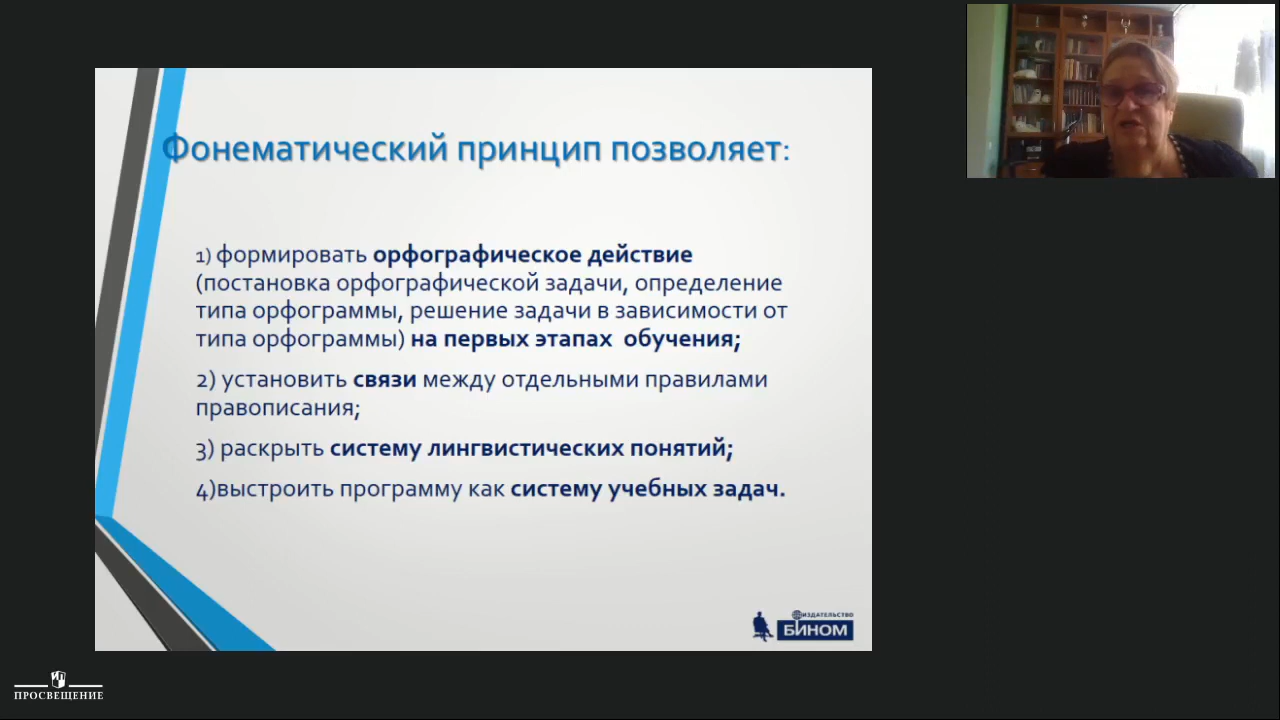 Фонематический принцип позволяет:
1) формировать орфографическое действие
(постановка орфографической задачи, определение
типа орфограммы, решение задачи в зависимости от
типа орфограммы) на первых этапах обучения;
2) установить связи между отдельными правилами
правописания;
3) раскрыть систему лингвистических понятий;
4)выстроить программу как систему учебных задач.
ИЗДАТЕЛЬСТВО
БИНОМ
ПРОСВЕЩЕНИЕ